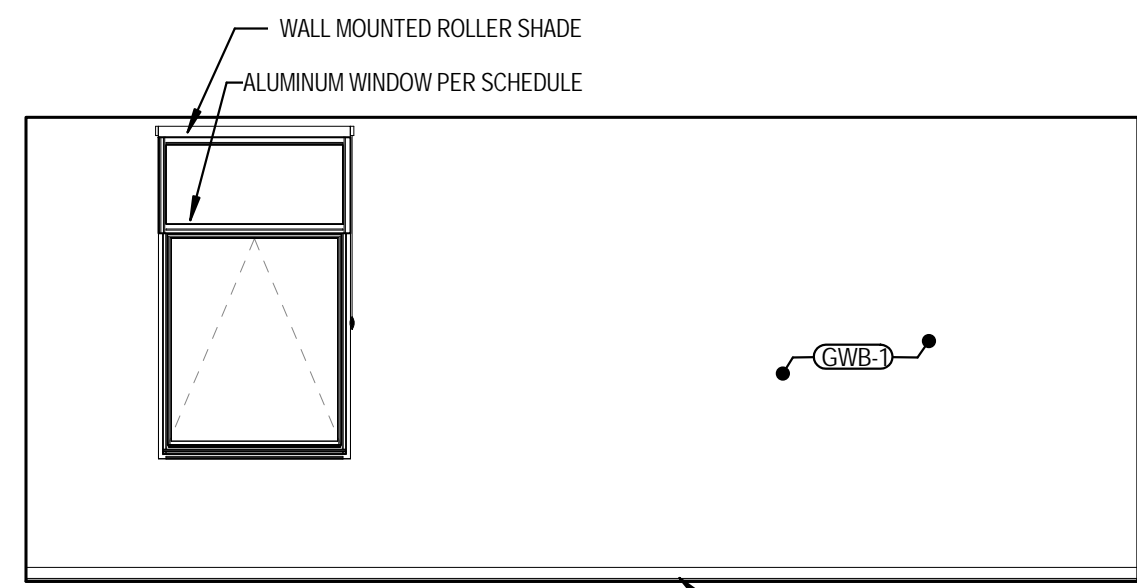 WALL MOUNTED ROLLER SHADE
ALUMINUM WINDOW PER SCHEDULE
GWB-1